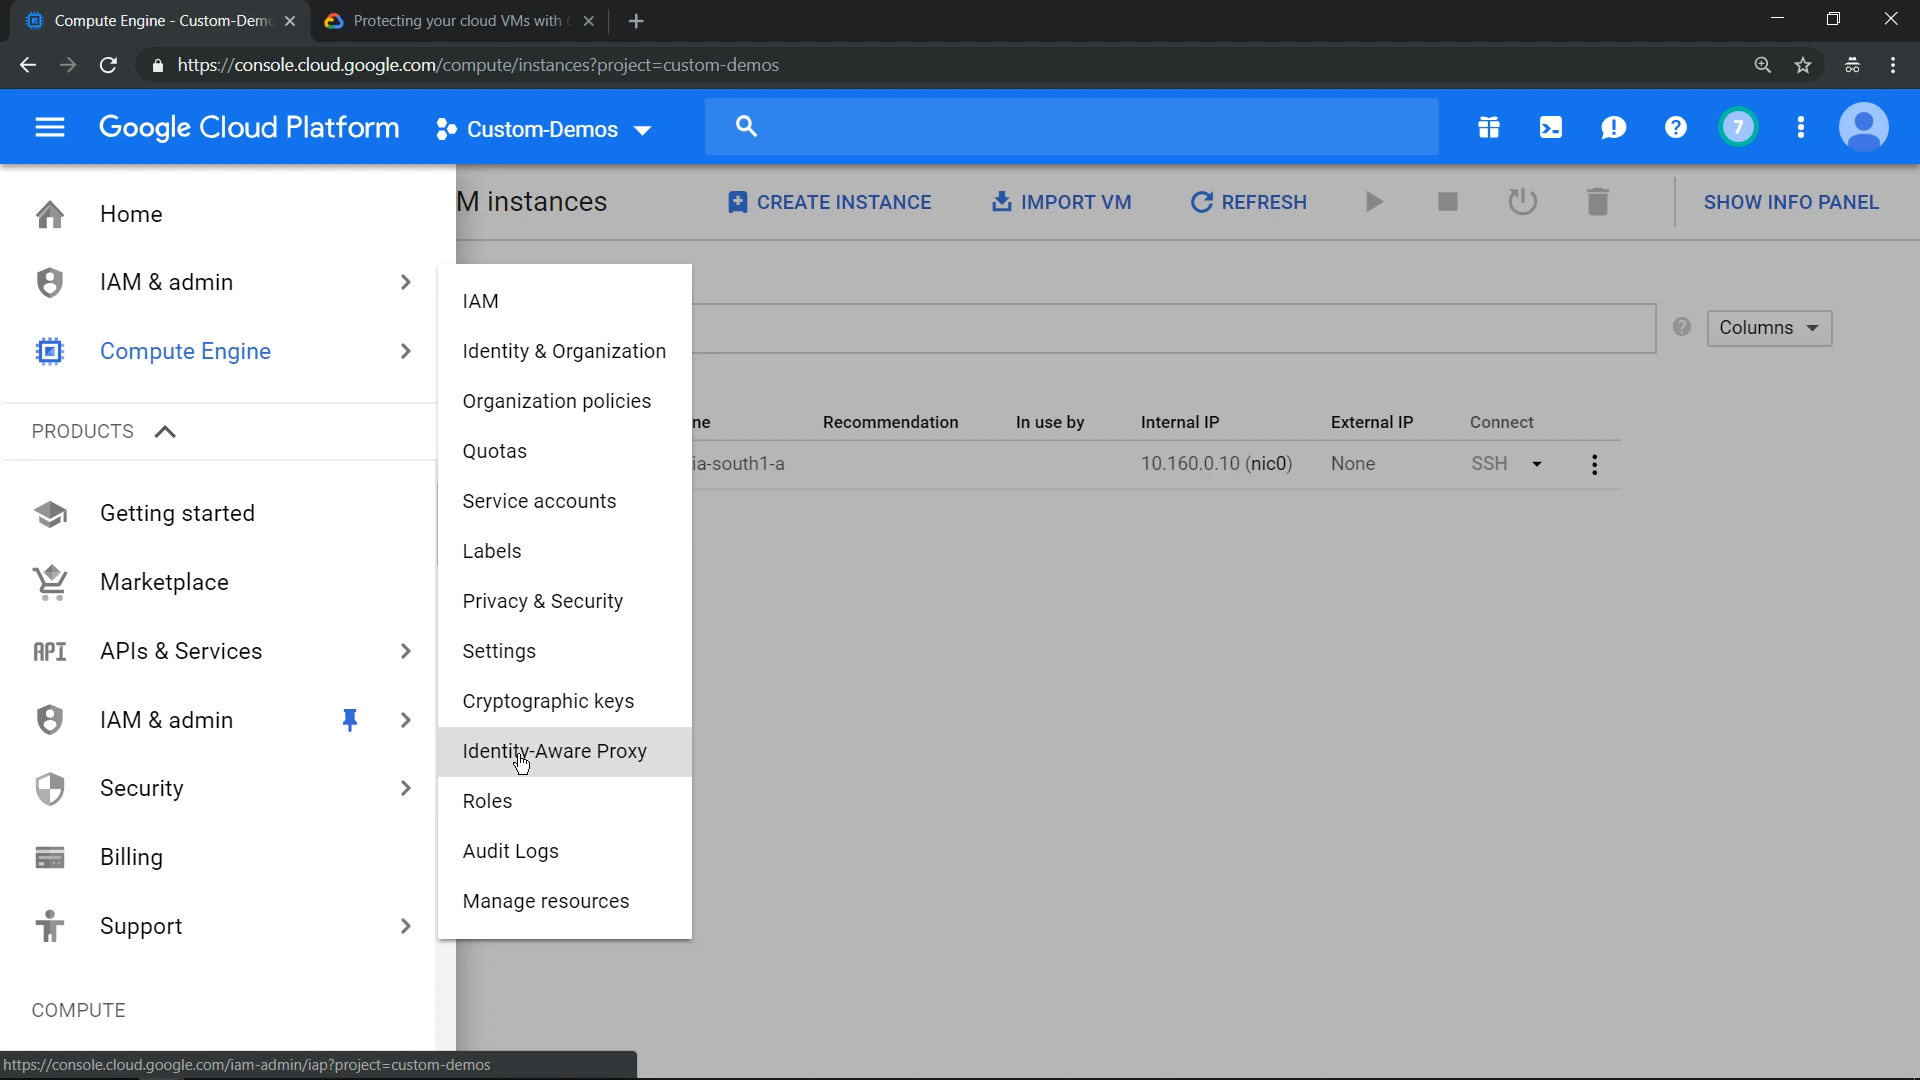 Compute Engine - Custom-Dem
Protecting your cloud VMs with
https://console.cloud.google.com/compute/instances?project=custom-demos
Google Cloud Platform
Custom-Demos
7
Home
IAM & admin
Compute Engine
PRODUCTS
Getting started
Marketplace
API
APIs & Services
IAM & admin
Security
Billing
Support
COMPUTE
IAM
Identity & Organization
Organization policies
Quotas
Service accounts
Labels
Privacy & Security
Settings
Cryptographic keys
Identity-Aware Proxy
Roles
Audit Logs
Manage resources
M instances
CREATE INSTANCE
IMPORT VM
REFRESH
SHOW INFO PANEL
Columns
ne Recommendation In use by Internal IP External IP Connect
ia-south1-a 10.160.0.10 (nic0) None SSH
https://console.cloud.google.com/iam-admin/iap?project=custom-demos